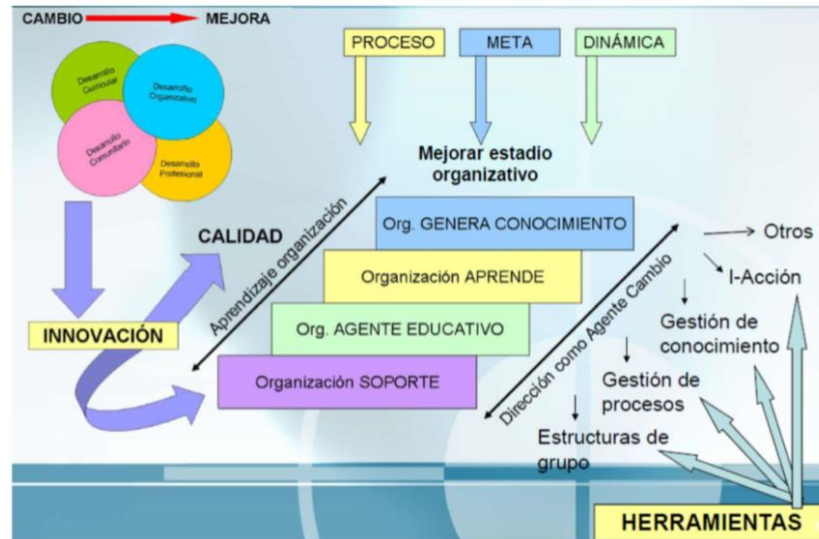 CAMBIO
MEJORA
PROCESO
META
DINÁMICA
Desarrollo
Curricular
Desarrollo
Organizativo
Desarrollo
Comunitario
Desarrollo
Profesional
Mejorar estadio
organizativo
CALIDAD
Aprendizaje organización
Org. GENERA CONOCIMIENTO
Organización APRENDE
Org. AGENTE EDUCATIVO
Organización SOPORTE
Dirección como Agente Cambio
INNOVACIÓN
Otros
I-Acción
Gestión de
conocimiento
Gestión de
procesos
Estructuras de
grupo
HERRAMIENTAS